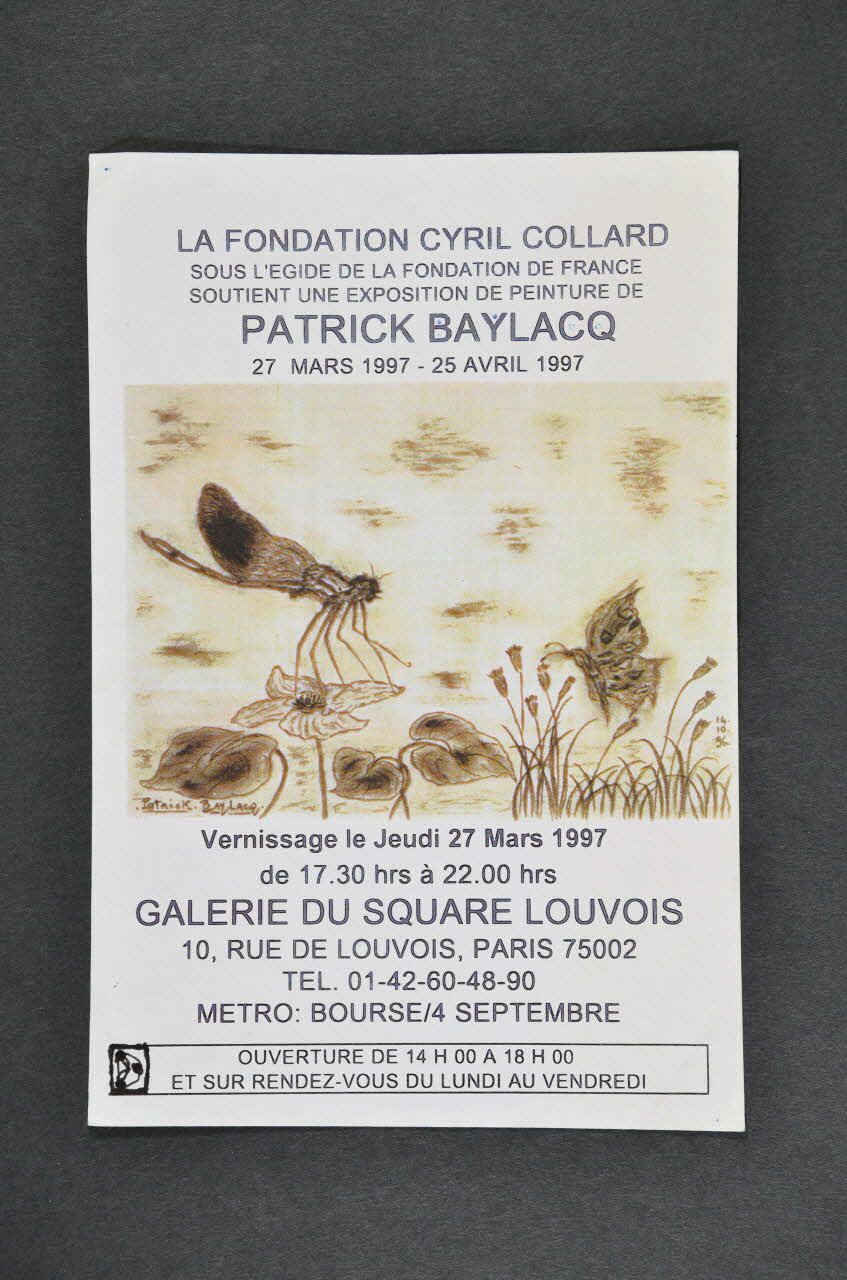 LA FONDATION CYRIL COLLARD
SOUS L'EGIDE DE LA FONDATION DE FRANCE
SOUTIENT UNE EXPOSITION DE PEINTURE DE
PATRICK BAYLACQ
27 MARS 1997 - 25 AVRIL 1997
14.
10.
96.
.PATRICK.BAYLACQ.
Vernissage le Jeudi 27 Mars 1997
de 17.30 hrs à 22.00 hrs
GALERIE DU SQUARE LOUVOIS
10, RUE DE LOUVOIS, PARIS 75002
TEL. 01-42-60-48-90
METRO: BOURSE/4 SEPTEMBRE
OUVERTURE DE 14 H 00 A 18 H 00
ET SUR RENDEZ-VOUS DU LUNDI AU VENDREDI